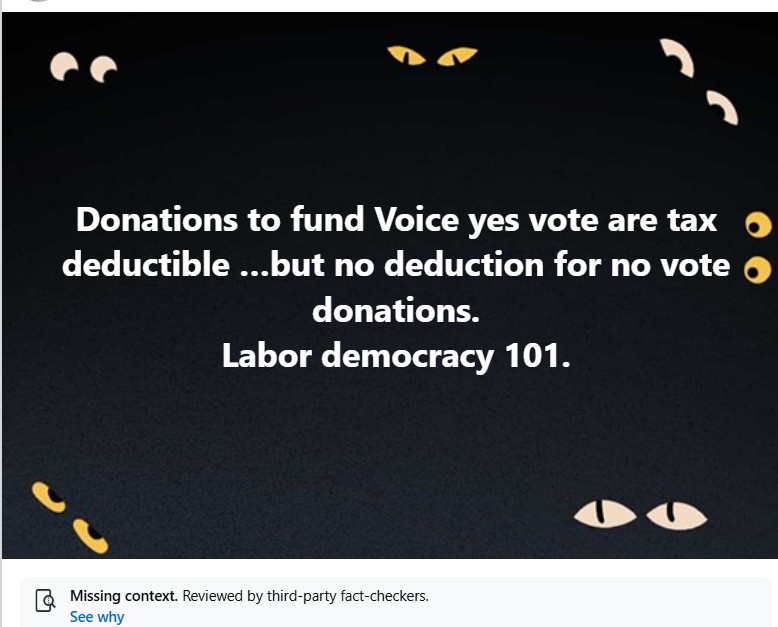 Donations to fund Voice yes vote are tax
deductible ...but no deduction for no vote
donations.
Labor democracy 101.
Missing context. Reviewed by third-party fact-checkers.
See why